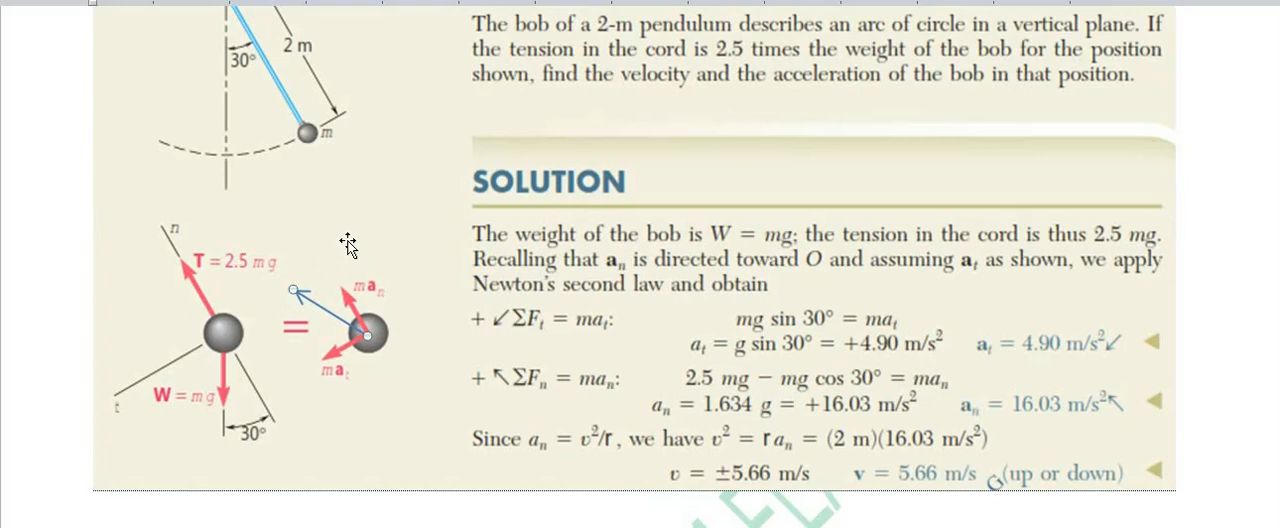 2 m
30°
m
The bob of a 2-m pendulum describes an arc of circle in a vertical plane. If
the tension in the cord is 2.5 times the weight of the bob for the position
shown, find the velocity and the acceleration of the bob in that position.
SOLUTION
n
T = 2.5 mg
ma_n
=
ma_t
W = mg
t
30°
The weight of the bob is W = mg; the tension in the cord is thus 2.5 mg.
Recalling that a_n is directed toward O and assuming a_t as shown, we apply
Newton's second law and obtain
+ ↙ΣF_t = ma_t: mg sin 30° = ma_t
a_t = g sin 30° = +4.90 m/s² a_t = 4.90 m/s²↙
+ ↖ΣF_n = ma_n: 2.5 mg − mg cos 30° = ma_n
a_n = 1.634 g = +16.03 m/s² a_n = 16.03 m/s²↖
Since a_n = v²/r, we have v² = ra_n = (2 m)(16.03 m/s²)
v = ±5.66 m/s v = 5.66 m/s (up or down)